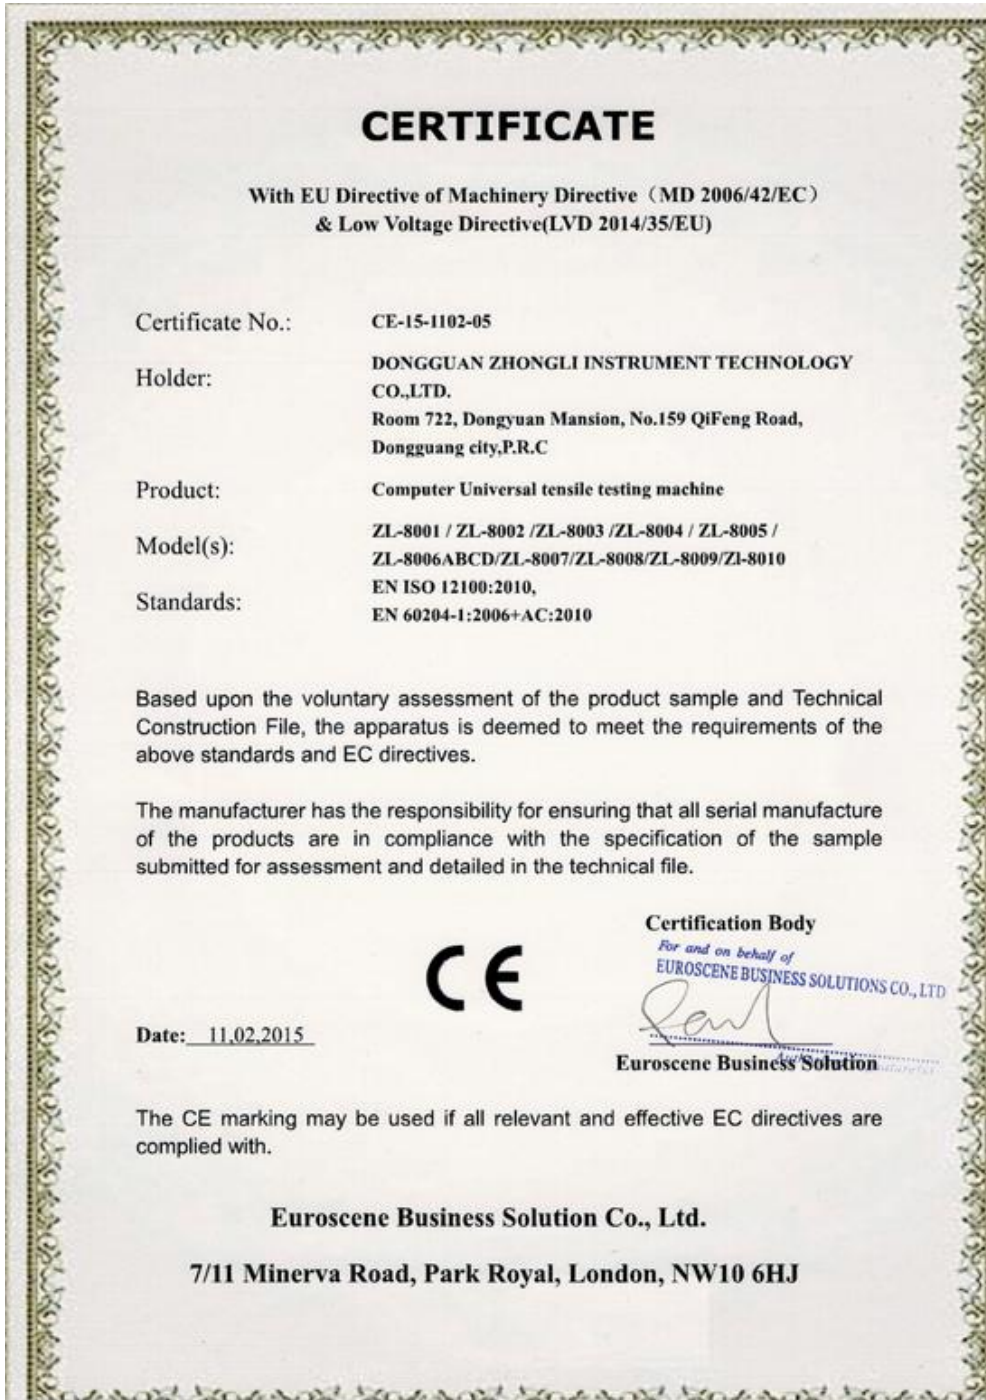 CERTIFICATE
With EU Directive of Machinery Directive（MD 2006/42/EC）
& Low Voltage Directive(LVD 2014/35/EU)
Certificate No.: CE-15-1102-05
Holder: DONGGUAN ZHONGLI INSTRUMENT TECHNOLOGY
CO.,LTD.
Room 722, Dongyuan Mansion, No.159 QiFeng Road,
Dongguang city,P.R.C
Product: Computer Universal tensile testing machine
Model(s): ZL-8001 / ZL-8002 /ZL-8003 /ZL-8004 / ZL-8005 /
ZL-8006ABCD/ZL-8007/ZL-8008/ZL-8009/Zl-8010
Standards: EN ISO 12100:2010,
EN 60204-1:2006+AC:2010
Based upon the voluntary assessment of the product sample and Technical
Construction File, the apparatus is deemed to meet the requirements of the
above standards and EC directives.
The manufacturer has the responsibility for ensuring that all serial manufacture
of the products are in compliance with the specification of the sample
submitted for assessment and detailed in the technical file.
Certification Body
For and on behalf of
EUROSCENE BUSINESS SOLUTIONS CO., LTD
CE
Date: 11,02,2015
Euroscene Business Solution
The CE marking may be used if all relevant and effective EC directives are
complied with.
Euroscene Business Solution Co., Ltd.
7/11 Minerva Road, Park Royal, London, NW10 6HJ